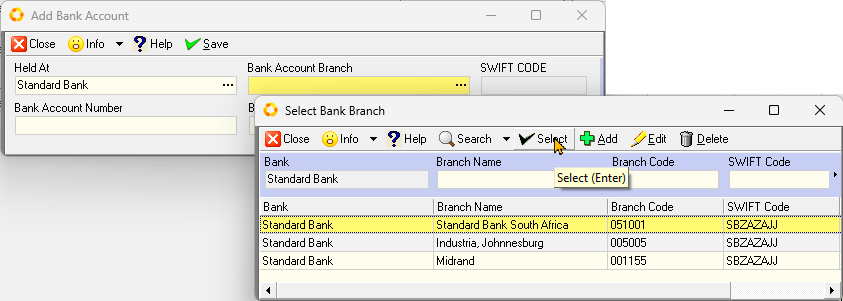 Add Bank Account
Close Info Help Save
Held At Bank Account Branch SWIFT CODE
Standard Bank ...
...
Bank Account Number B
Select Bank Branch
Close Info Help Search Select Add Edit Delete
Bank Branch Name Branch Code SWIFT Code
Standard Bank
Select (Enter)
Bank Branch Name Branch Code SWIFT Code
Standard Bank Standard Bank South Africa 051001 SBZAZAJJ
Standard Bank Industria, Johnnesburg 005005 SBZAZAJJ
Standard Bank Midrand 001155 SBZAZAJJ